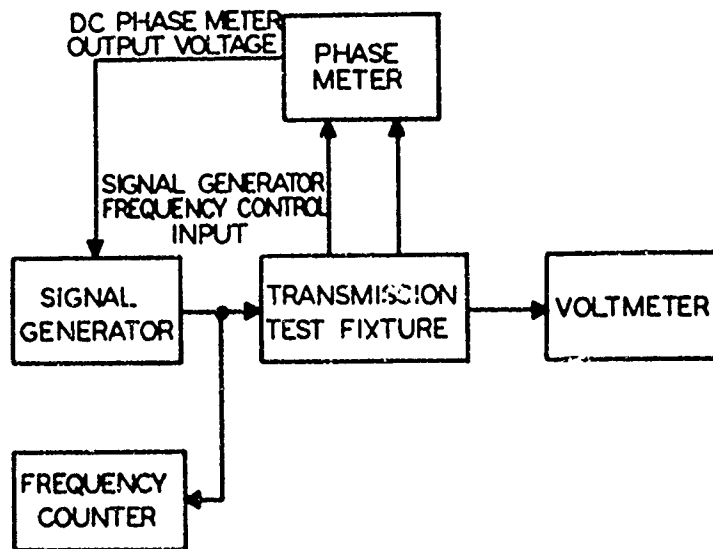 DC PHASE METER
OUTPUT VOLTAGE
PHASE
METER
SIGNAL GENERATOR
FREQUENCY CONTROL
INPUT
SIGNAL
GENERATOR
TRANSMISCION
TEST FIXTURE
VOLTMETER
FREQUENCY
COUNTER